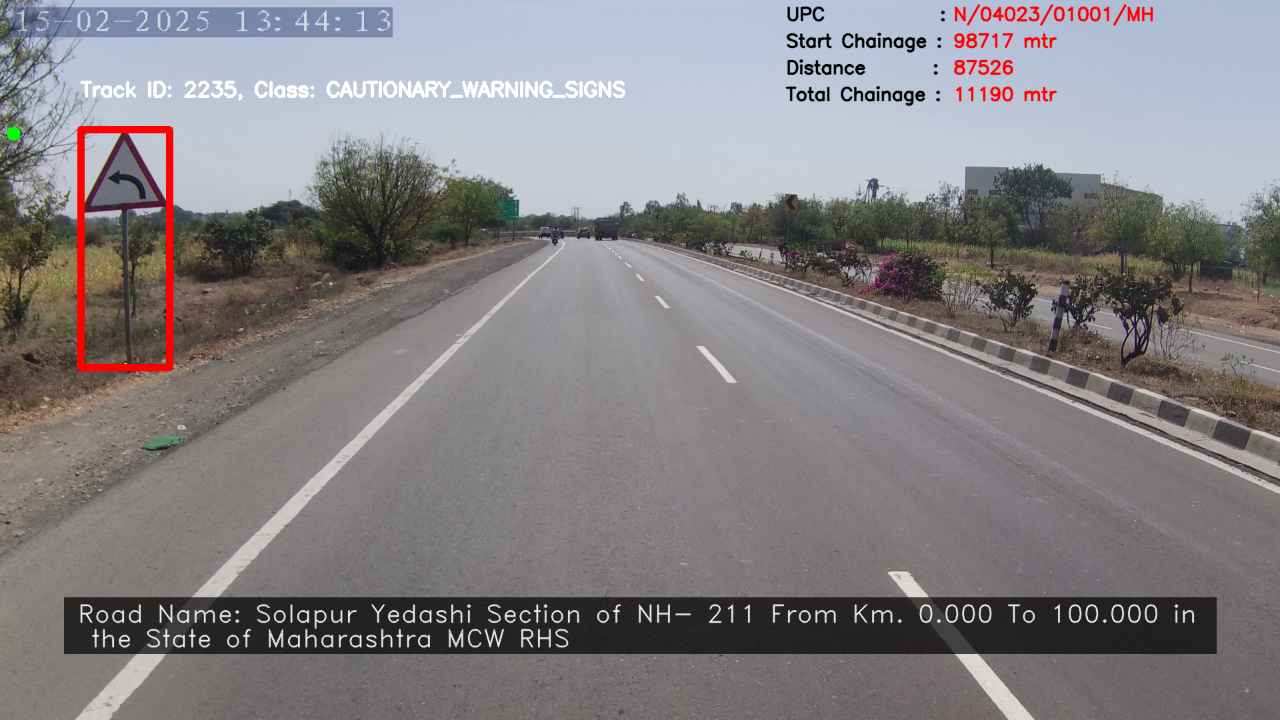 15-02-2025 13:44:13
UPC : N/04023/01001/MH
Start Chainage : 98717 mtr
Distance : 87526
Total Chainage : 11190 mtr
Track ID: 2235, Class: CAUTIONARY_WARNING_SIGNS
Road Name: Solapur Yedashi Section of NH- 211 From Km. 0.000 To 100.000 in
the State of Maharashtra MCW RHS